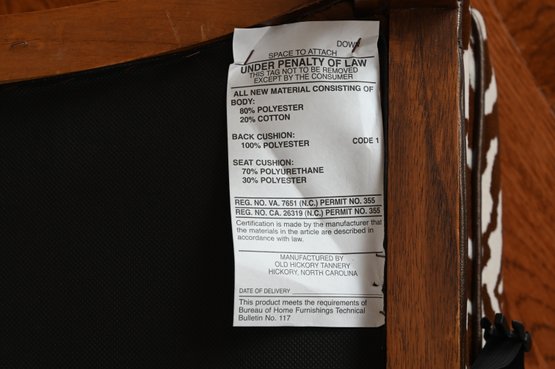 DOWN
SPACE TO ATTACH
UNDER PENALTY OF LAW
THIS TAG NOT TO BE REMOVED
EXCEPT BY THE CONSUMER
ALL NEW MATERIAL CONSISTING OF
BODY:
80% POLYESTER
20% COTTON
BACK CUSHION: CODE 1
100% POLYESTER
SEAT CUSHION:
70% POLYURETHANE
30% POLYESTER
REG. NO. VA. 7651 (N.C.) PERMIT NO. 355
REG. NO. CA. 26319 (N.C.) PERMIT NO. 355
Certification is made by the manufacturer that
the materials in the article are described in
accordance with law.
MANUFACTURED BY
OLD HICKORY TANNERY
HICKORY, NORTH CAROLINA
DATE OF DELIVERY
This product meets the requirements of
Bureau of Home Furnishings Technical
Bulletin No. 117